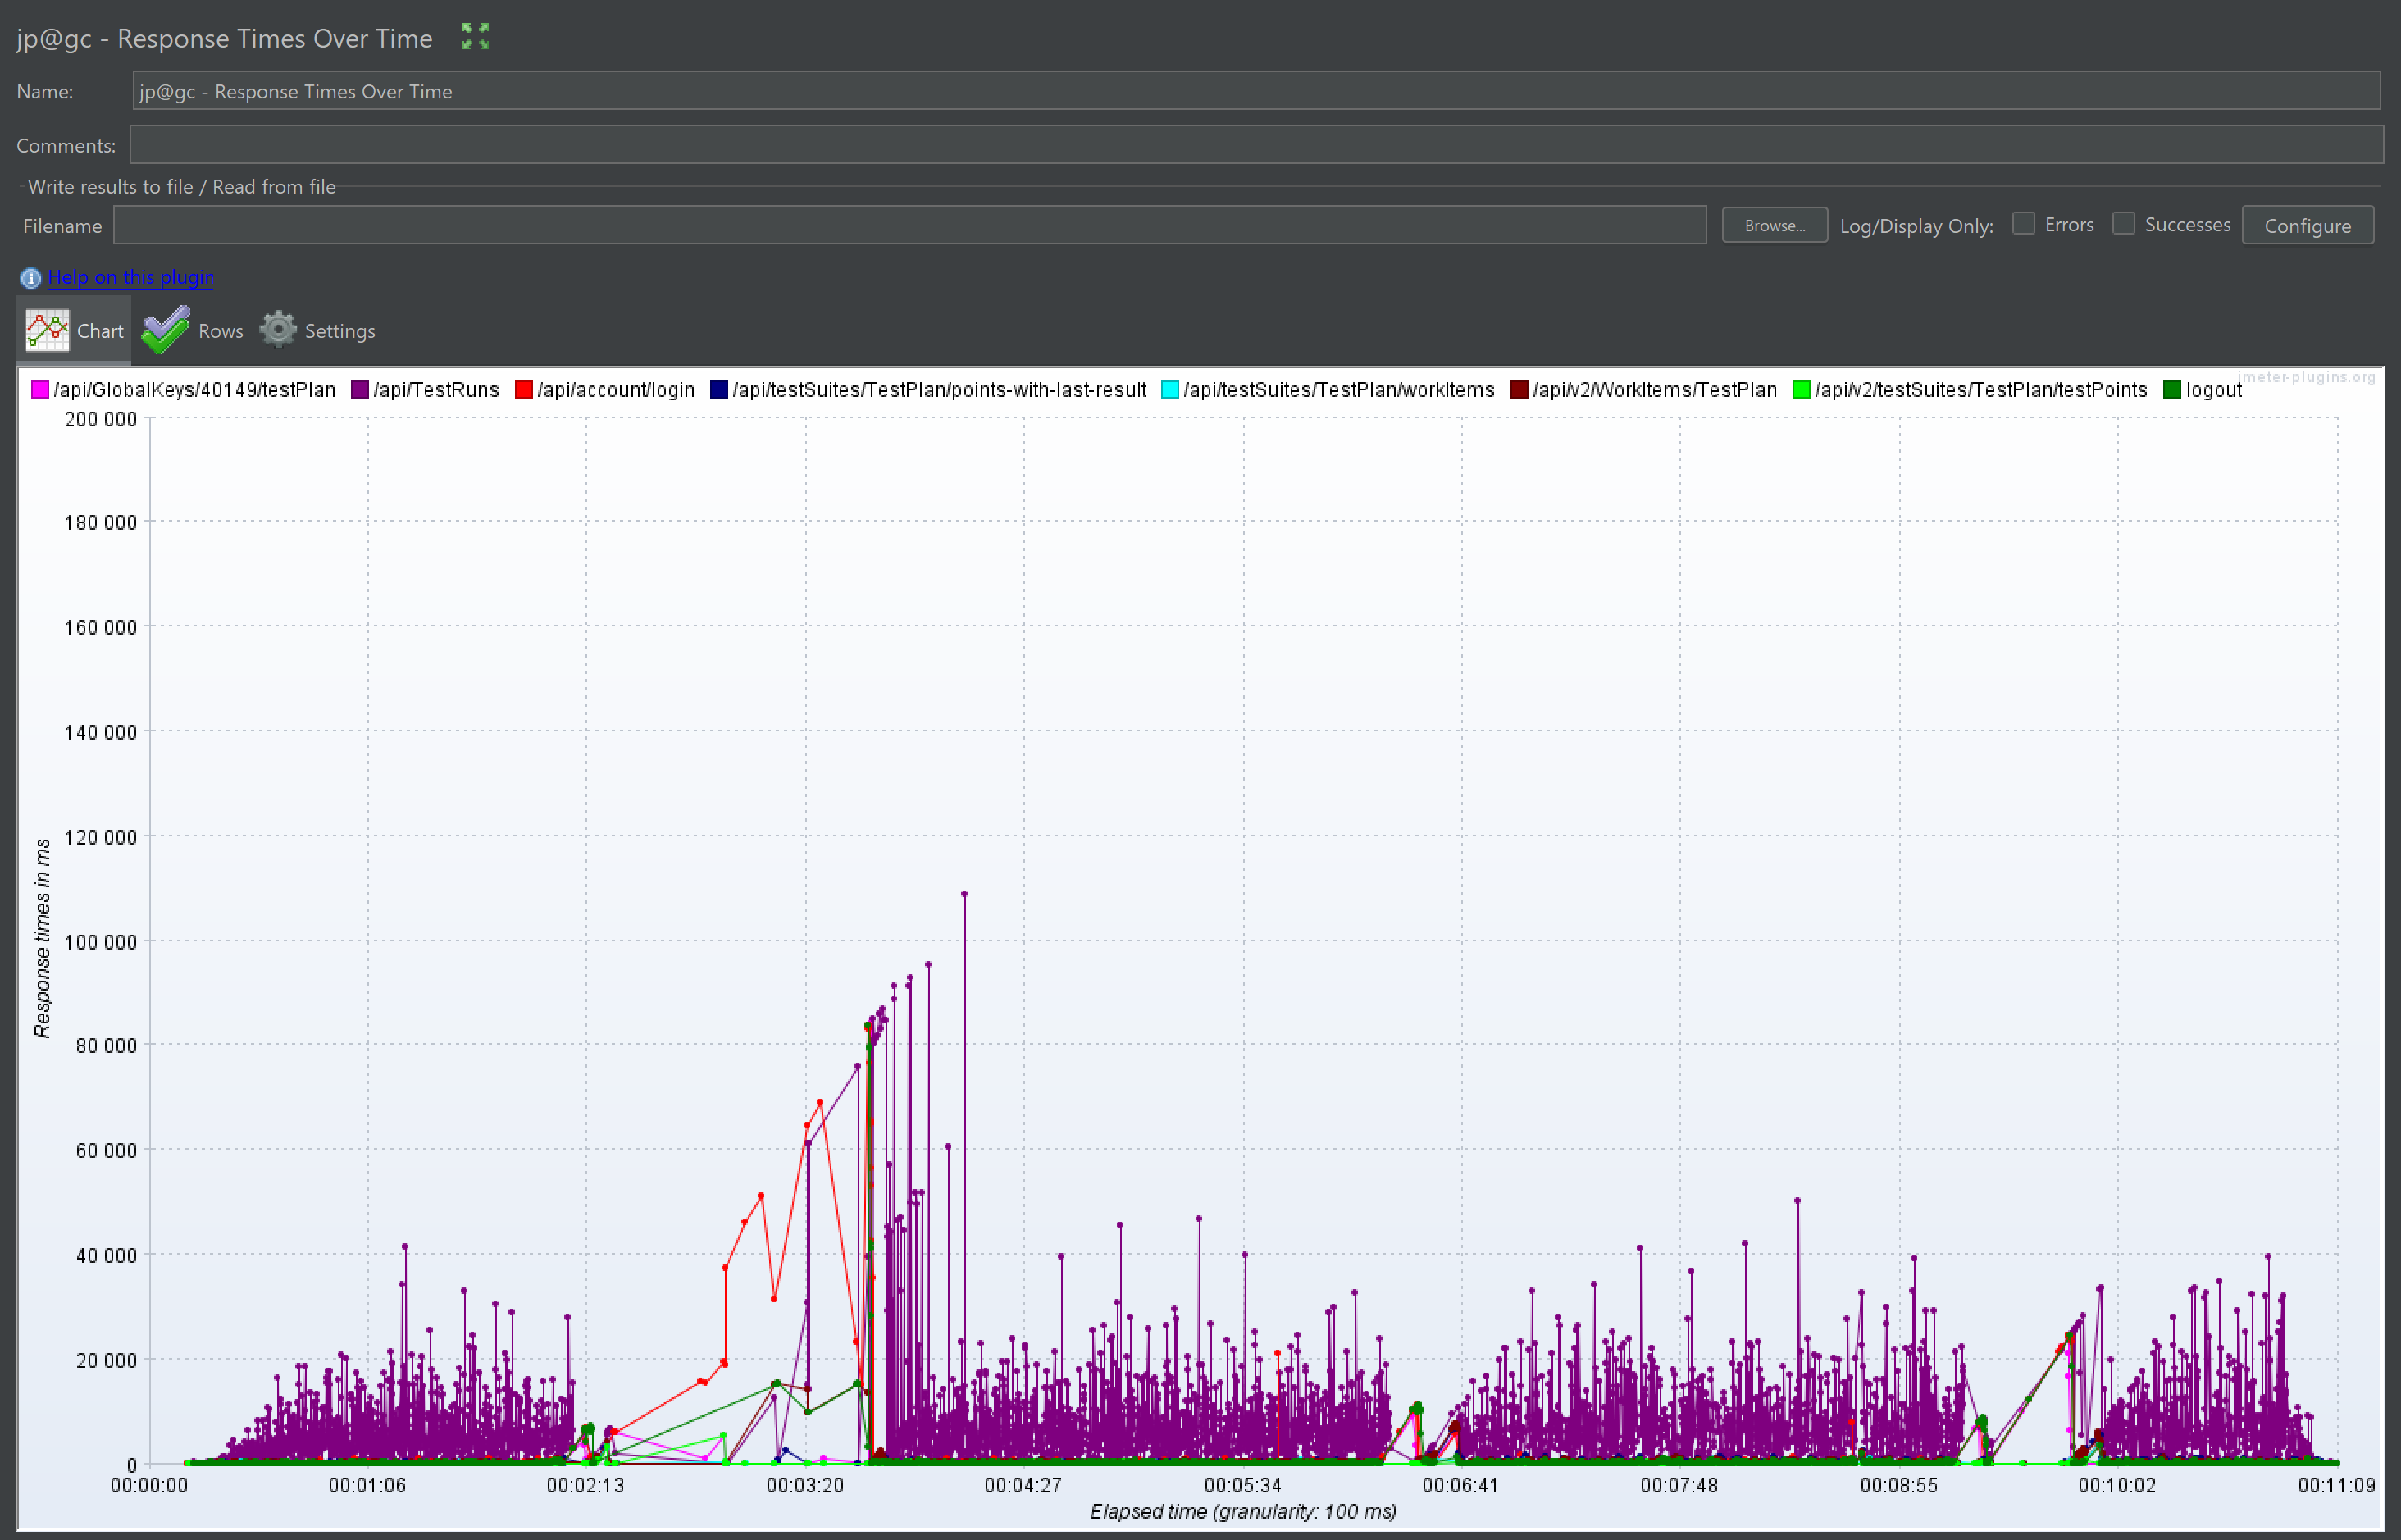 jp@gc - Response Times Over Time
Name: jp@gc - Response Times Over Time
Comments:
Write results to file / Read from file
Filename Browse... Log/Display Only: Errors Successes Configure
Help on this plugin
Chart Rows Settings
jmeter-plugins.org
/api/GlobalKeys/40149/testPlan /api/TestRuns /api/account/login /api/testSuites/TestPlan/points-with-last-result /api/testSuites/TestPlan/workItems /api/v2/WorkItems/TestPlan /api/v2/testSuites/TestPlan/testPoints logout
200 000
180 000
160 000
140 000
120 000
100 000
80 000
60 000
40 000
20 000
0
Response times in ms
00:00:00 00:01:06 00:02:13 00:03:20 00:04:27 00:05:34 00:06:41 00:07:48 00:08:55 00:10:02 00:11:09
Elapsed time (granularity: 100 ms)